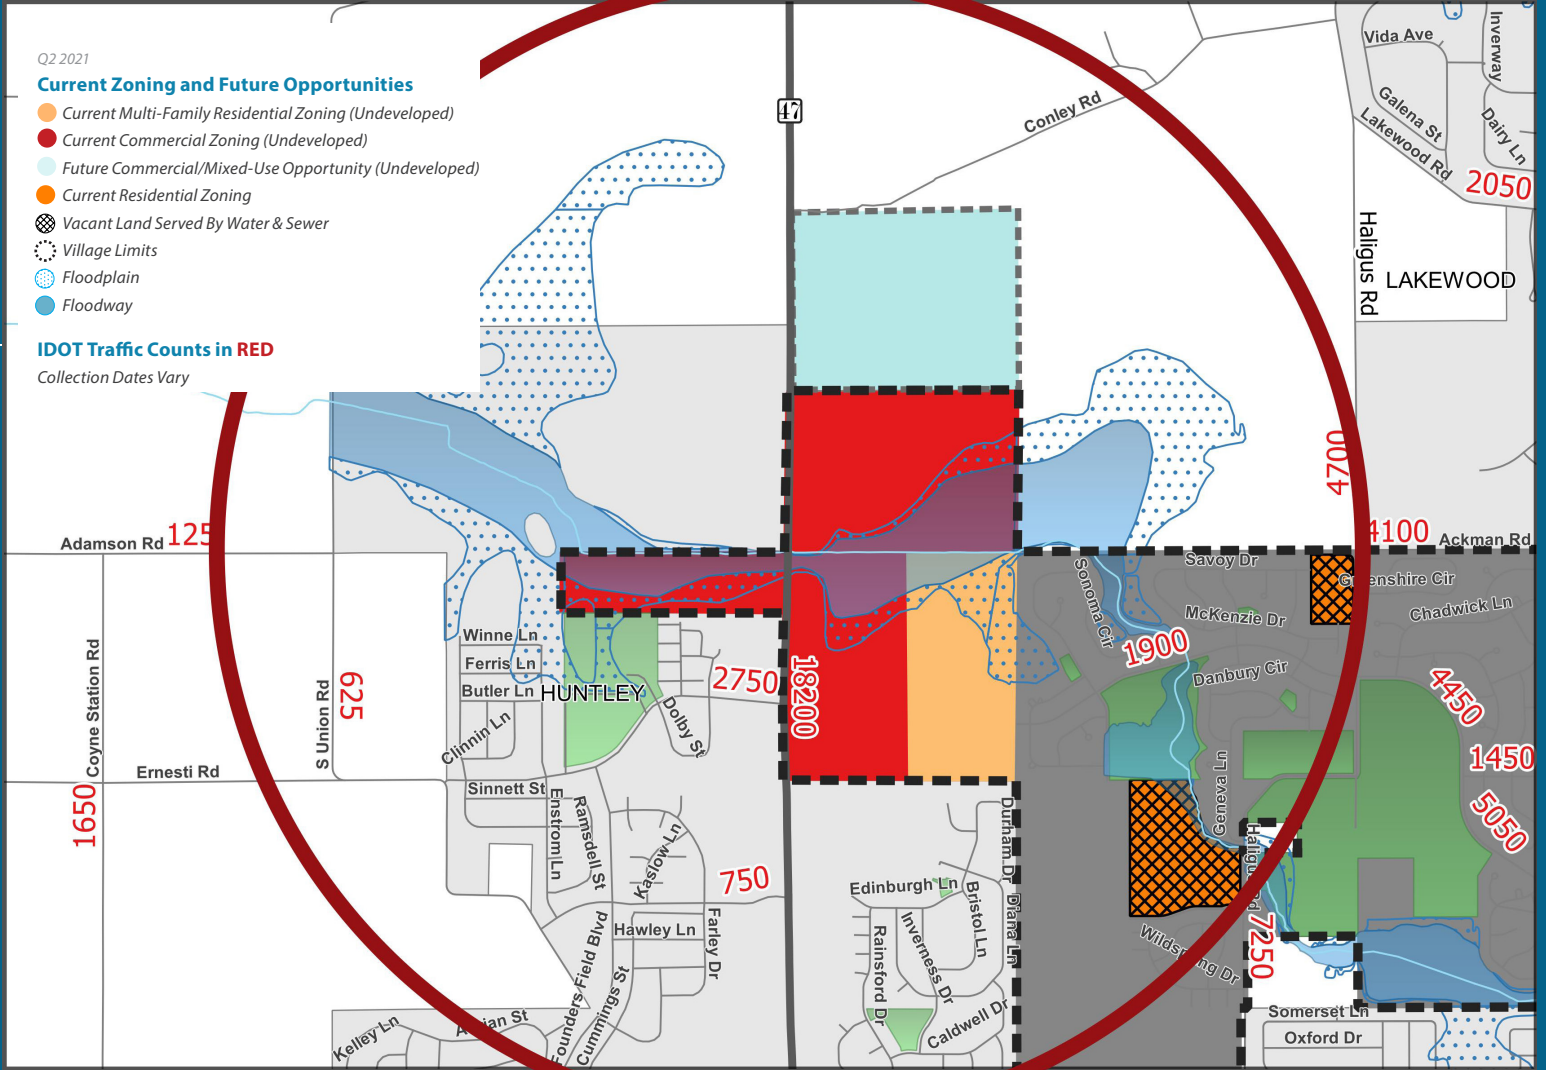 Q2 2021
Current Zoning and Future Opportunities
Current Multi-Family Residential Zoning (Undeveloped)
Current Commercial Zoning (Undeveloped)
Future Commercial/Mixed-Use Opportunity (Undeveloped)
Current Residential Zoning
Vacant Land Served By Water & Sewer
Village Limits
Floodplain
Floodway
IDOT Traffic Counts in RED
Collection Dates Vary
47
Conley Rd
Vida Ave
Inverway
Galena St
Lakewood Rd
Dairy Ln
2050
Haligus Rd
LAKEWOOD
4700
4100
Ackman Rd
Adamson Rd
125
Savoy Dr
Greenshire Cir
Sonoma Cir
McKenzie Dr
Chadwick Ln
1900
Danbury Cir
Winne Ln
Ferris Ln
Butler Ln
HUNTLEY
2750
18200
Dolby St
Clinnin Ln
Coyne Station Rd
S Union Rd
625
4450
1450
5050
Ernesti Rd
1650
Sinnett St
Enstrom Ln
Ramsdell St
Kaslow Ln
750
Geneva Ln
Haligus Rd
Durham Dr
Diana Ln
Edinburgh Ln
Bristol Ln
Inverness Dr
Rainsford Dr
Caldwell Dr
Hawley Ln
Farley Dr
Founders Field Blvd
Cummings St
Kelley Ln
Wildspring Dr
7250
Somerset Ln
Oxford Dr